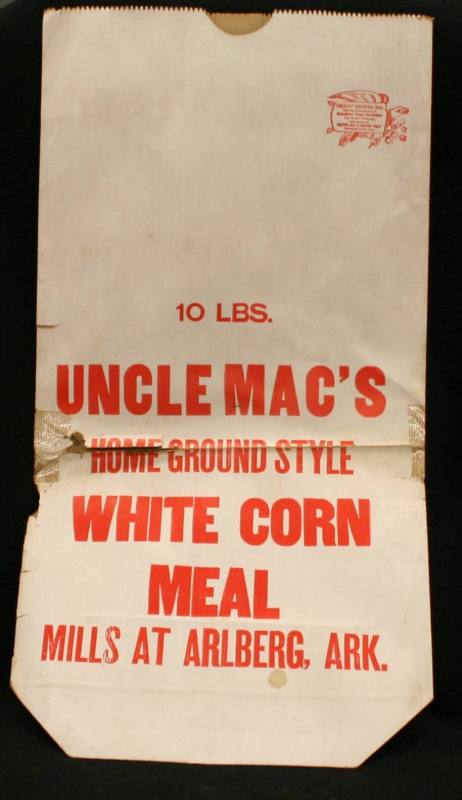 10 LBS.
UNCLE MAC'S
HOME GROUND STYLE
WHITE CORN
MEAL
MILLS AT ARLBERG, ARK.